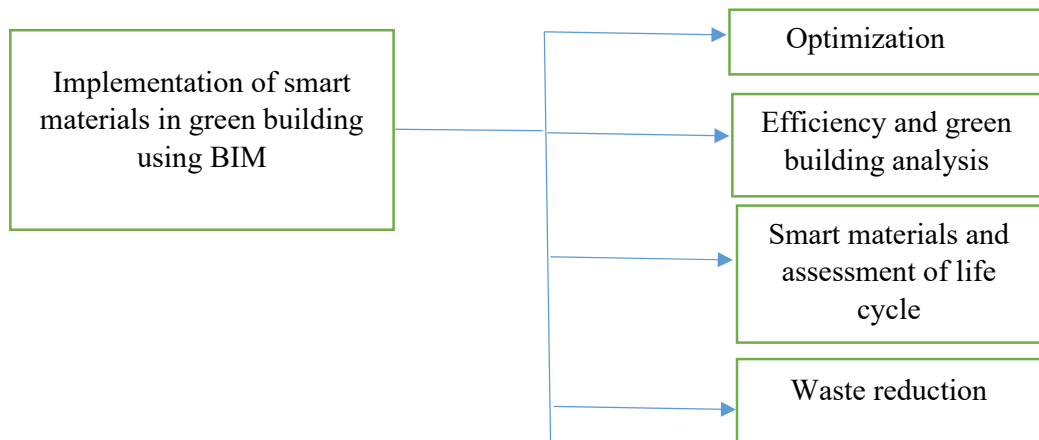 Implementation of smart
materials in green building
using BIM
Optimization
Efficiency and green
building analysis
Smart materials and
assessment of life
cycle
Waste reduction